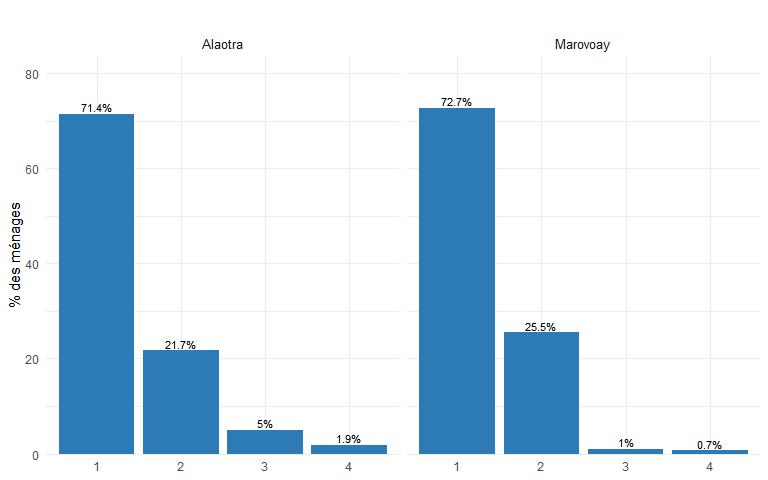 Alaotra
Marovoay
% des ménages
80
60
40
20
0
71.4%
21.7%
5%
1.9%
72.7%
25.5%
1%
0.7%
1 2 3 4
1 2 3 4